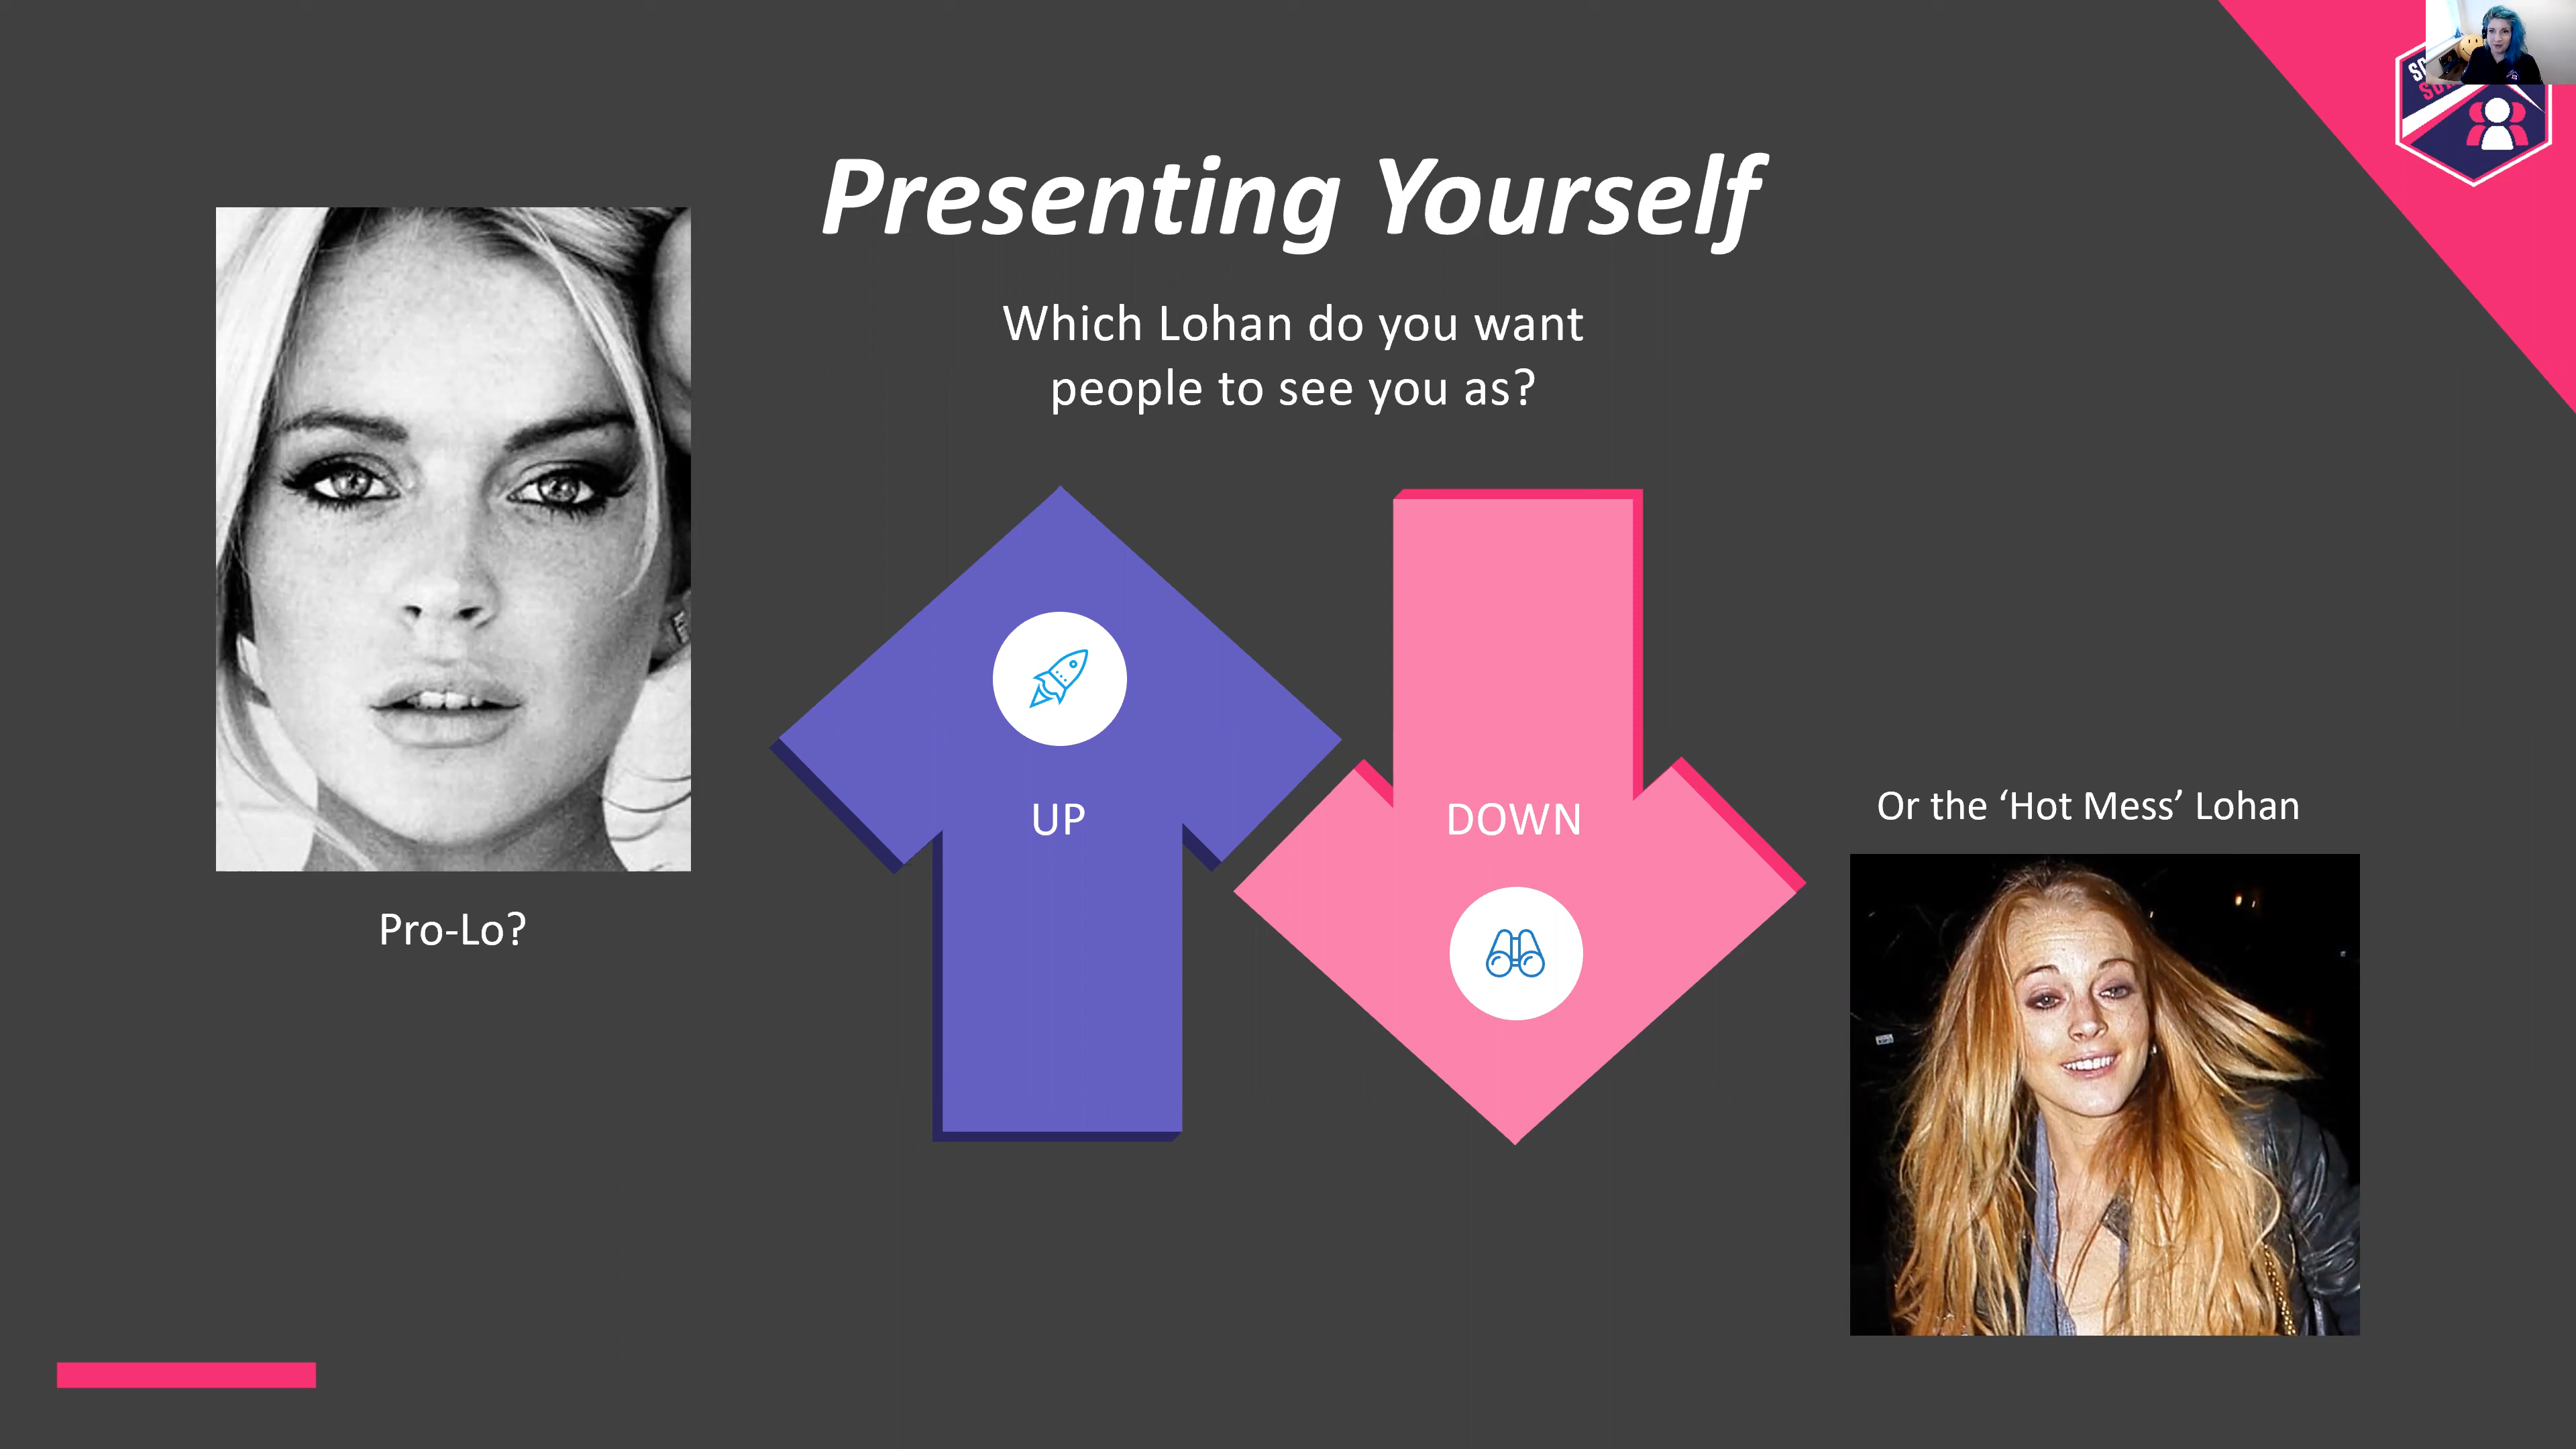 Presenting Yourself
Which Lohan do you want
people to see you as?
UP
DOWN
Or the ‘Hot Mess’ Lohan
Pro-Lo?